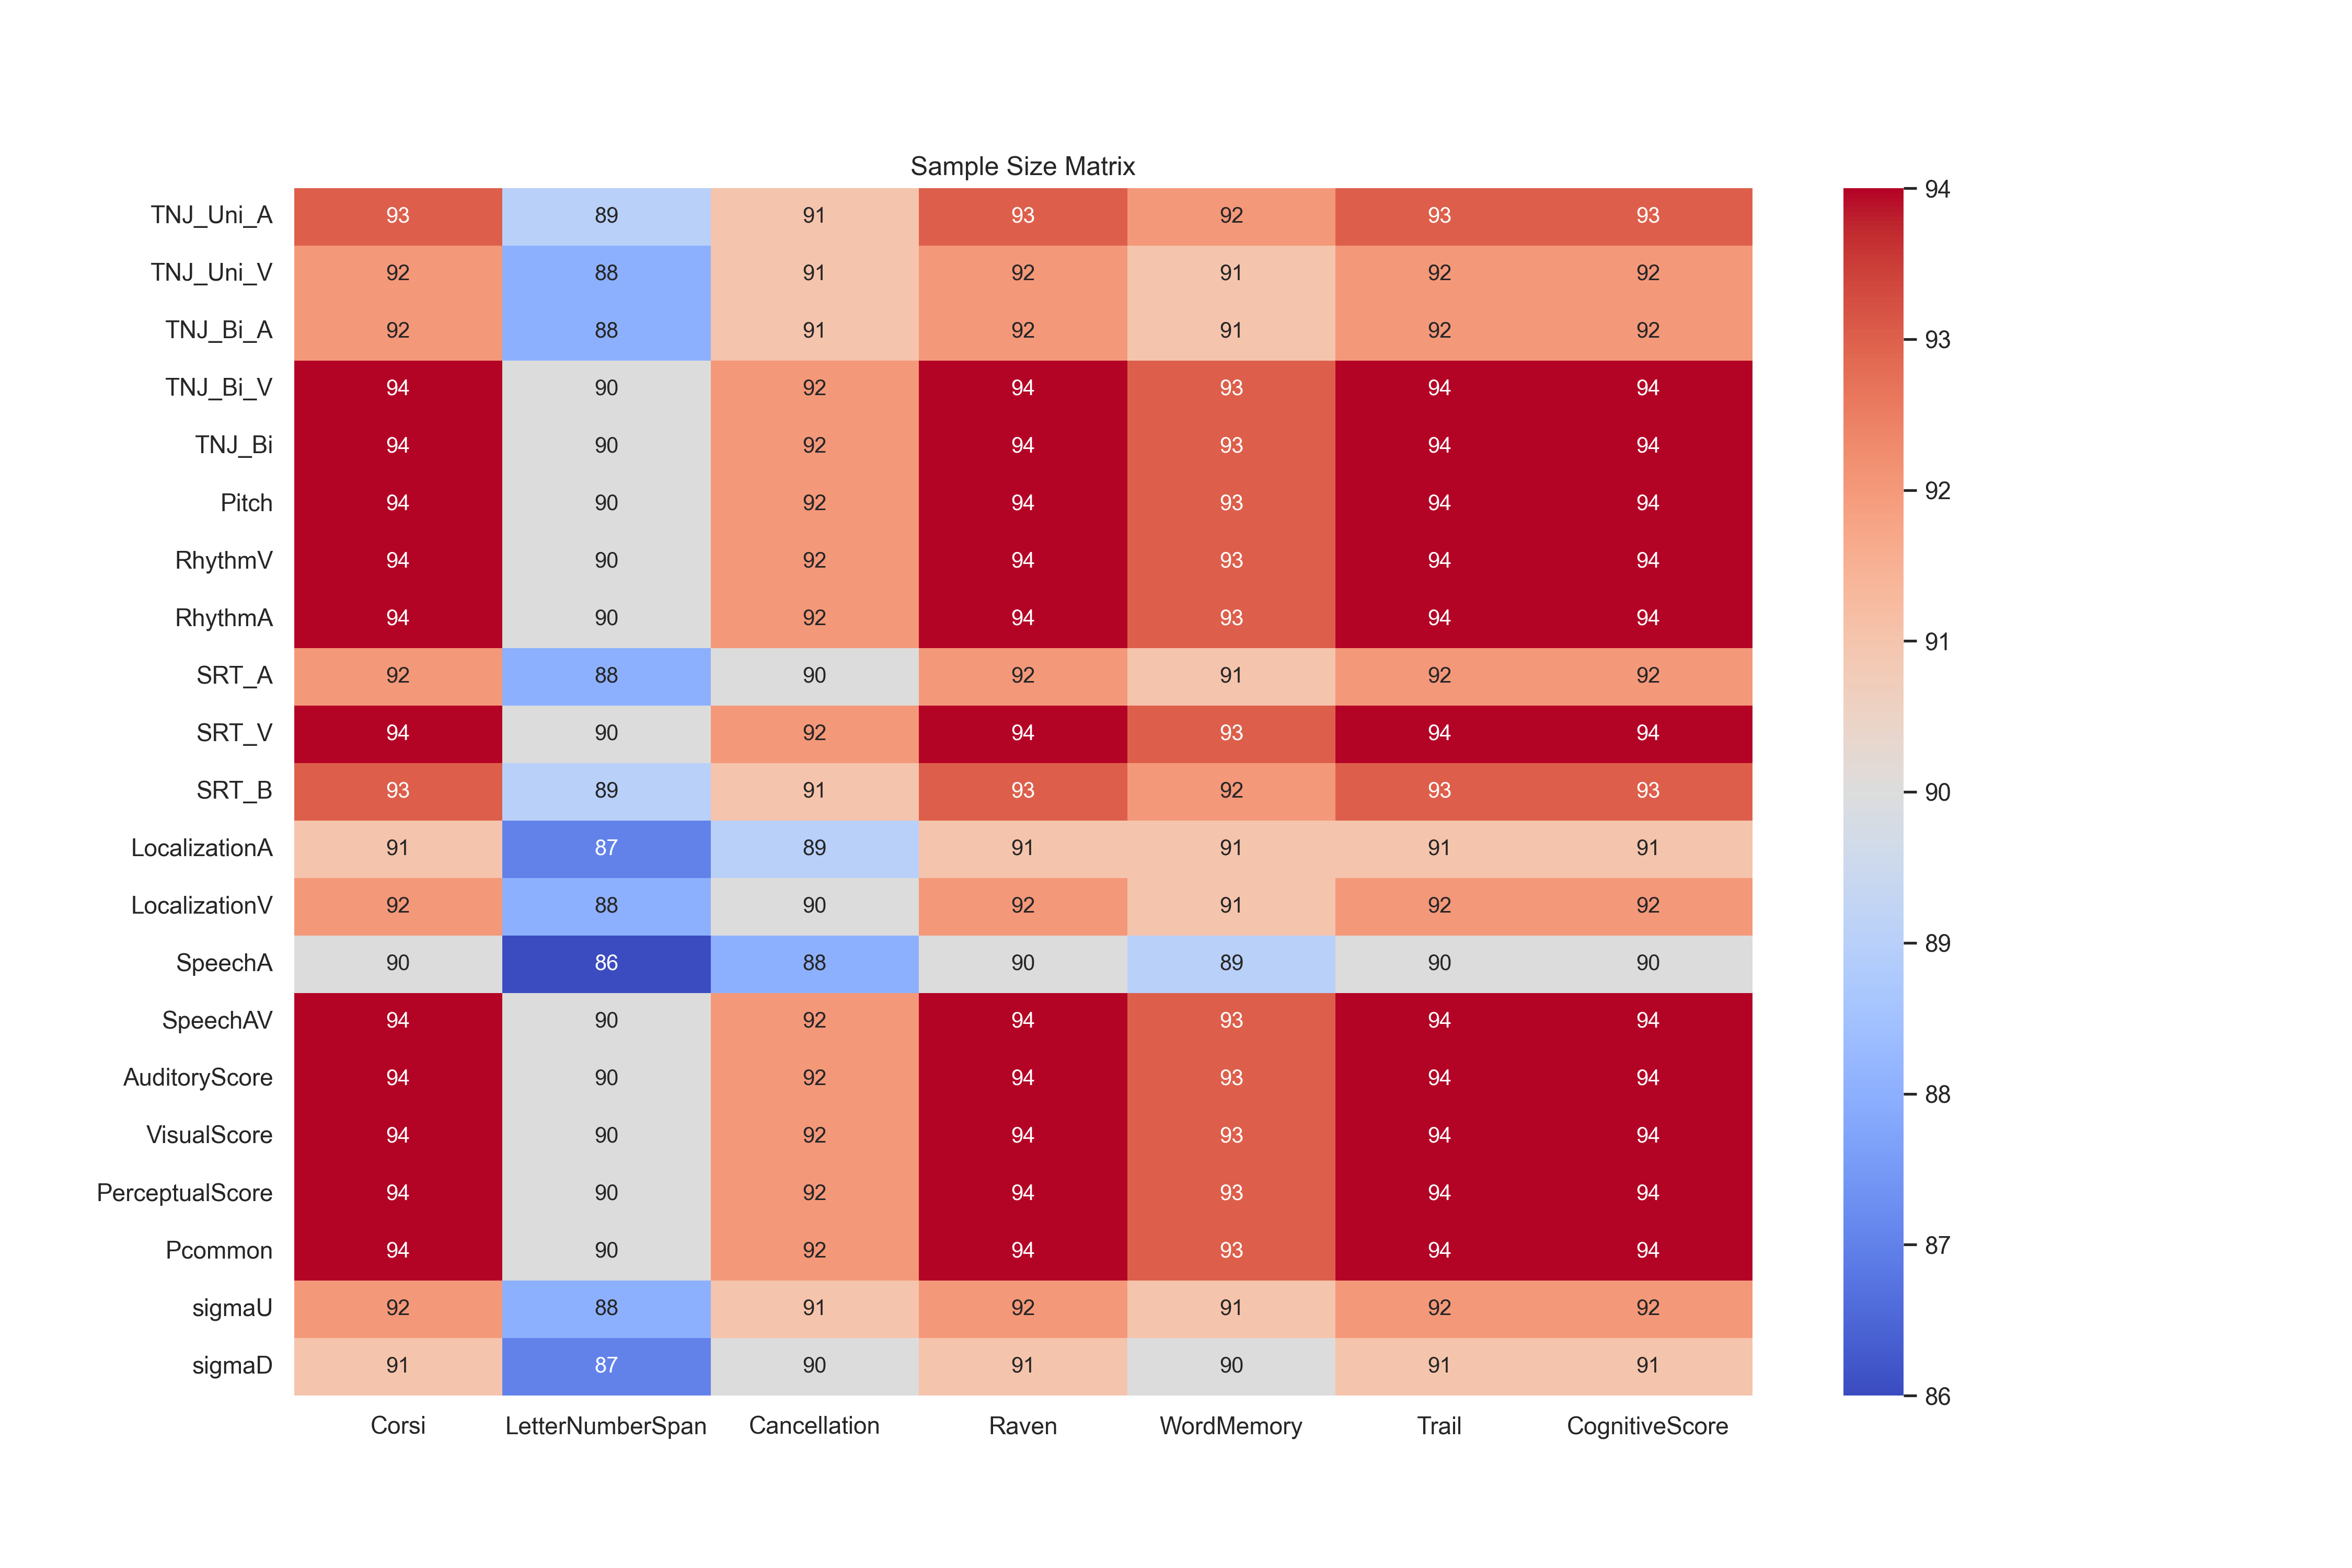 Sample Size Matrix
TNJ_Uni_A 93 89 91 93 92 93 93
TNJ_Uni_V 92 88 91 92 91 92 92
TNJ_Bi_A 92 88 91 92 91 92 92
TNJ_Bi_V 94 90 92 94 93 94 94
TNJ_Bi 94 90 92 94 93 94 94
Pitch 94 90 92 94 93 94 94
RhythmV 94 90 92 94 93 94 94
RhythmA 94 90 92 94 93 94 94
SRT_A 92 88 90 92 91 92 92
SRT_V 94 90 92 94 93 94 94
SRT_B 93 89 91 93 92 93 93
LocalizationA 91 87 89 91 91 91 91
LocalizationV 92 88 90 92 91 92 92
SpeechA 90 86 88 90 89 90 90
SpeechAV 94 90 92 94 93 94 94
AuditoryScore 94 90 92 94 93 94 94
VisualScore 94 90 92 94 93 94 94
PerceptualScore 94 90 92 94 93 94 94
Pcommon 94 90 92 94 93 94 94
sigmaU 92 88 91 92 91 92 92
sigmaD 91 87 90 91 90 91 91
Corsi LetterNumberSpan Cancellation Raven WordMemory Trail CognitiveScore
94
93
92
91
90
89
88
87
86